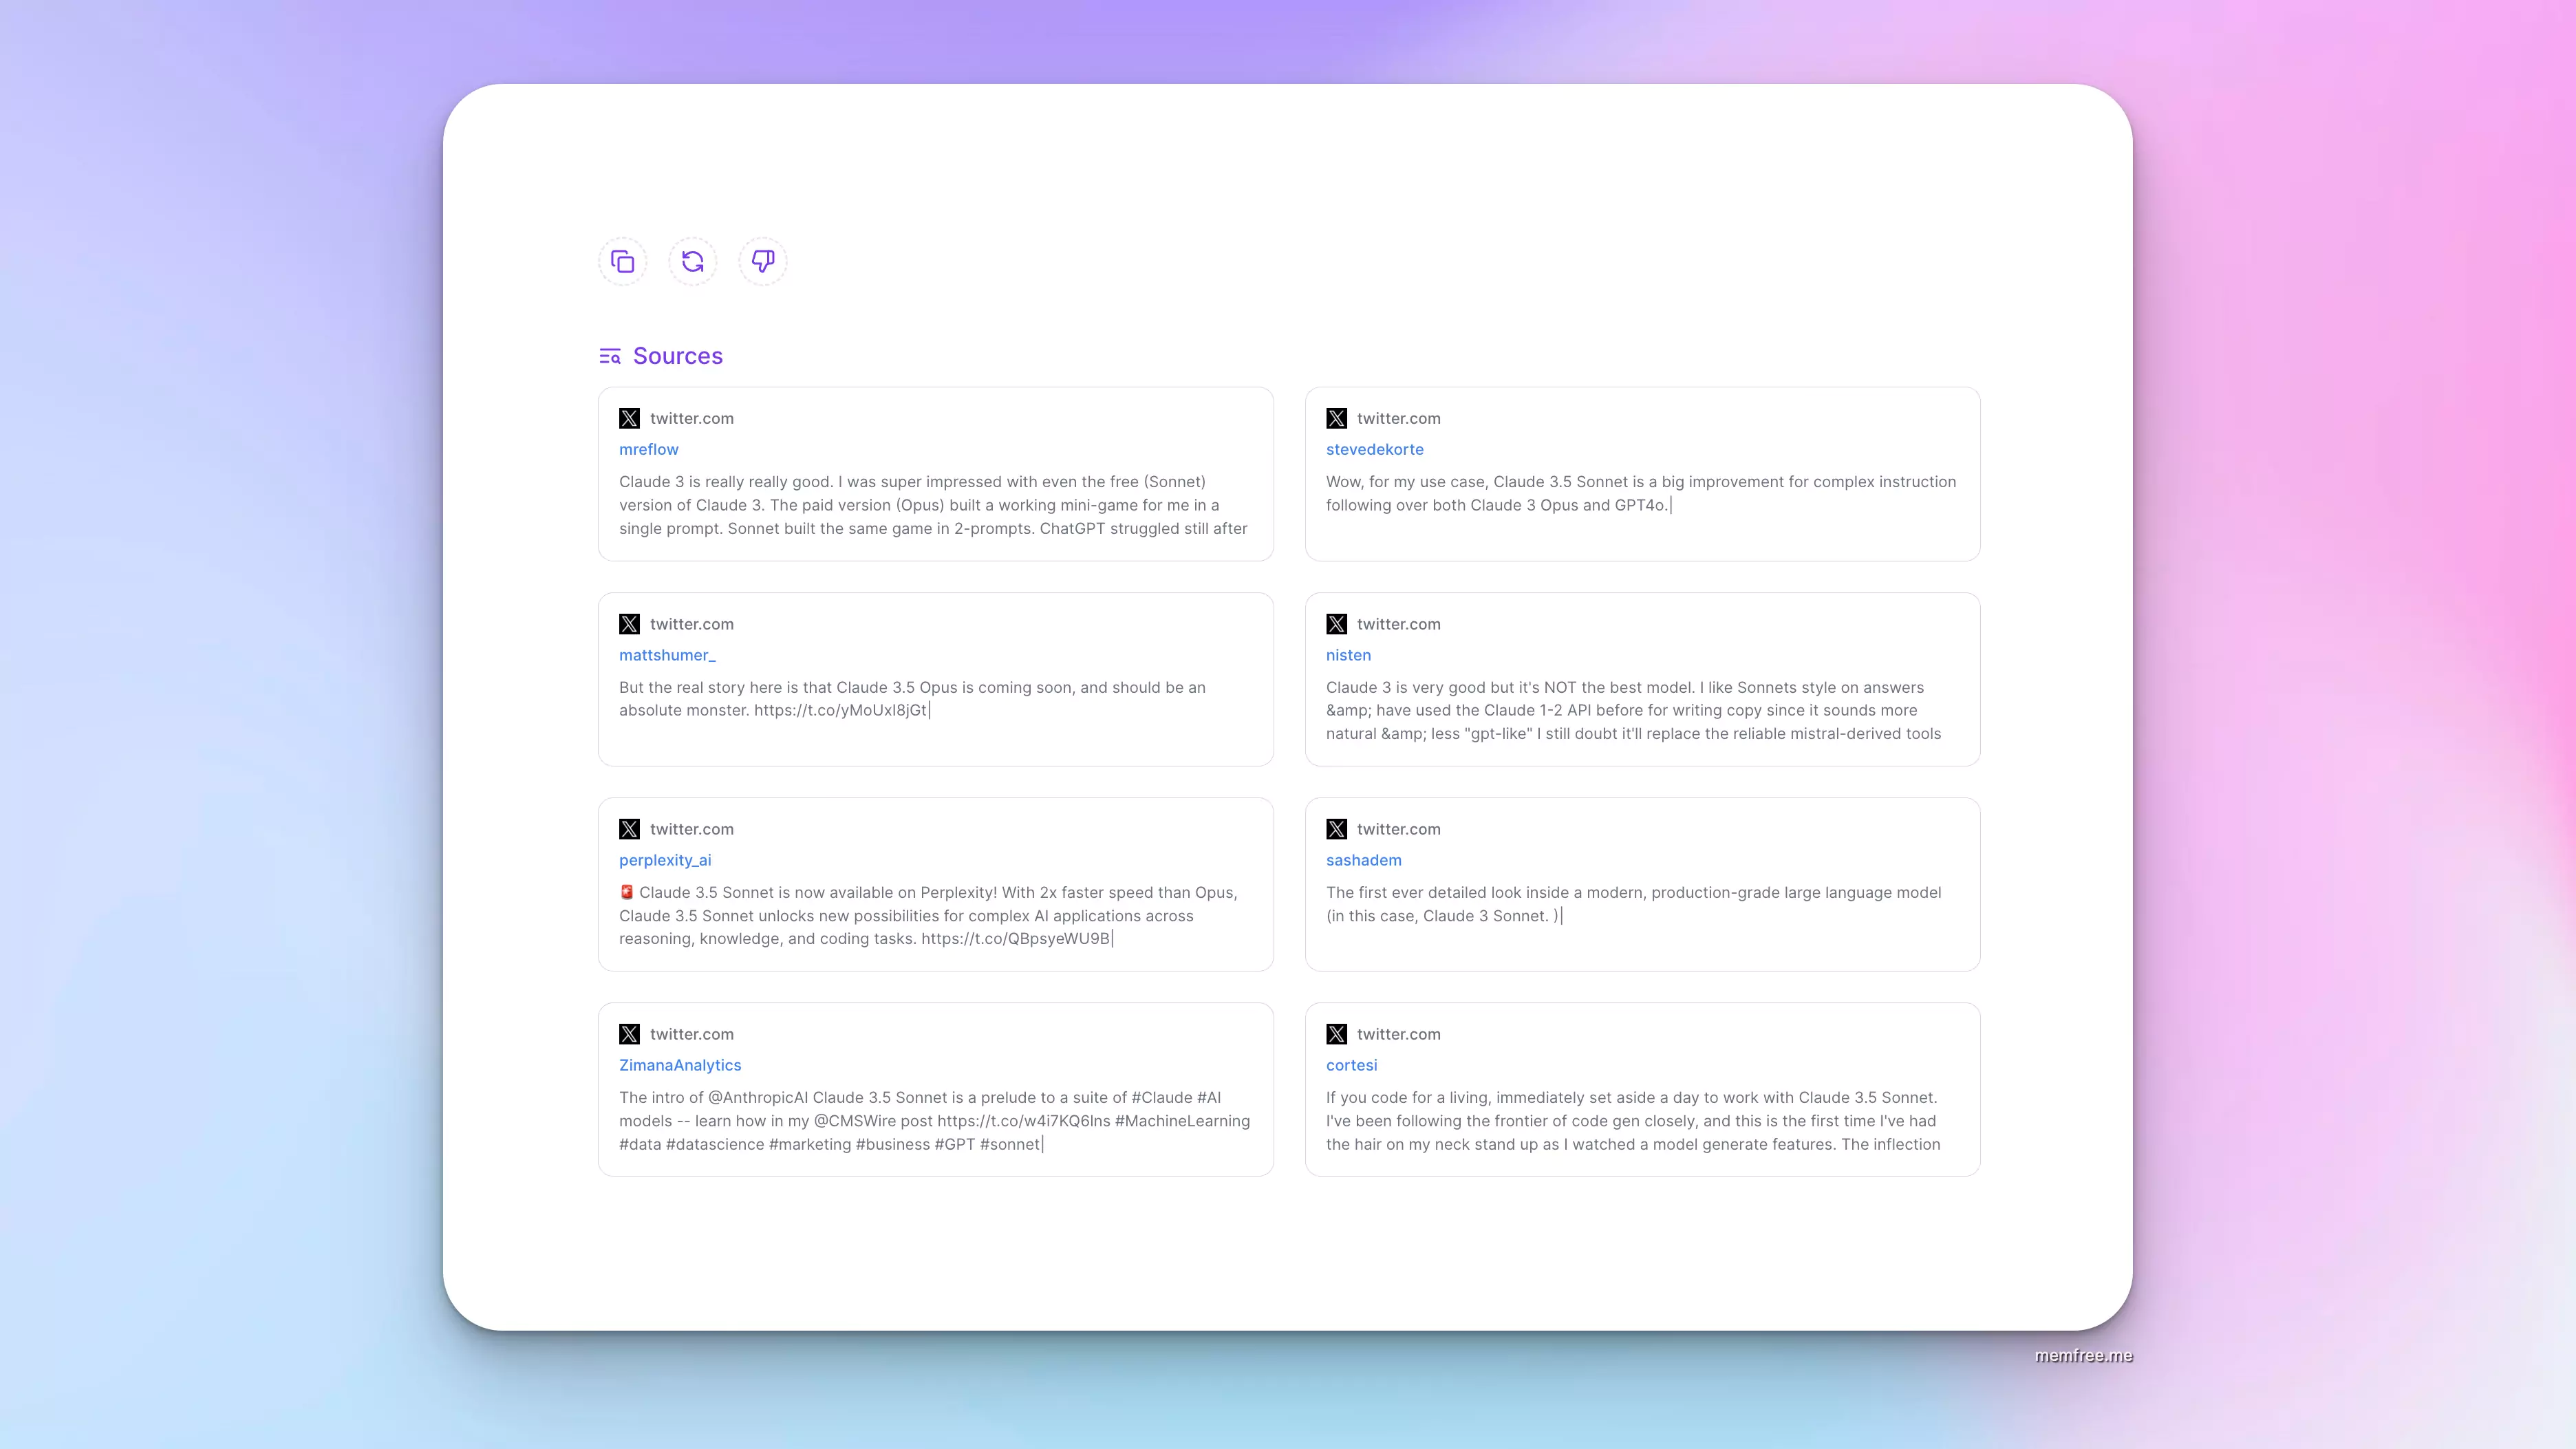 Sources
twitter.com
mreflow
Claude 3 is really really good. I was super impressed with even the free (Sonnet)
version of Claude 3. The paid version (Opus) built a working mini-game for me in a
single prompt. Sonnet built the same game in 2-prompts. ChatGPT struggled still after
twitter.com
stevedekorte
Wow, for my use case, Claude 3.5 Sonnet is a big improvement for complex instruction
following over both Claude 3 Opus and GPT4o.|
twitter.com
mattshumer_
But the real story here is that Claude 3.5 Opus is coming soon, and should be an
absolute monster. https://t.co/yMoUxI8jGt|
twitter.com
nisten
Claude 3 is very good but it's NOT the best model. I like Sonnets style on answers
&amp; have used the Claude 1-2 API before for writing copy since it sounds more
natural &amp; less "gpt-like" I still doubt it'll replace the reliable mistral-derived tools
twitter.com
perplexity_ai
🚨 Claude 3.5 Sonnet is now available on Perplexity! With 2x faster speed than Opus,
Claude 3.5 Sonnet unlocks new possibilities for complex AI applications across
reasoning, knowledge, and coding tasks. https://t.co/QBpsyeWU9B|
twitter.com
sashadem
The first ever detailed look inside a modern, production-grade large language model
(in this case, Claude 3 Sonnet. )|
twitter.com
ZimanaAnalytics
The intro of @AnthropicAI Claude 3.5 Sonnet is a prelude to a suite of #Claude #AI
models -- learn how in my @CMSWire post https://t.co/w4i7KQ6Ins #MachineLearning
#data #datascience #marketing #business #GPT #sonnet|
twitter.com
cortesi
If you code for a living, immediately set aside a day to work with Claude 3.5 Sonnet.
I've been following the frontier of code gen closely, and this is the first time I've had
the hair on my neck stand up as I watched a model generate features. The inflection
memfree.me